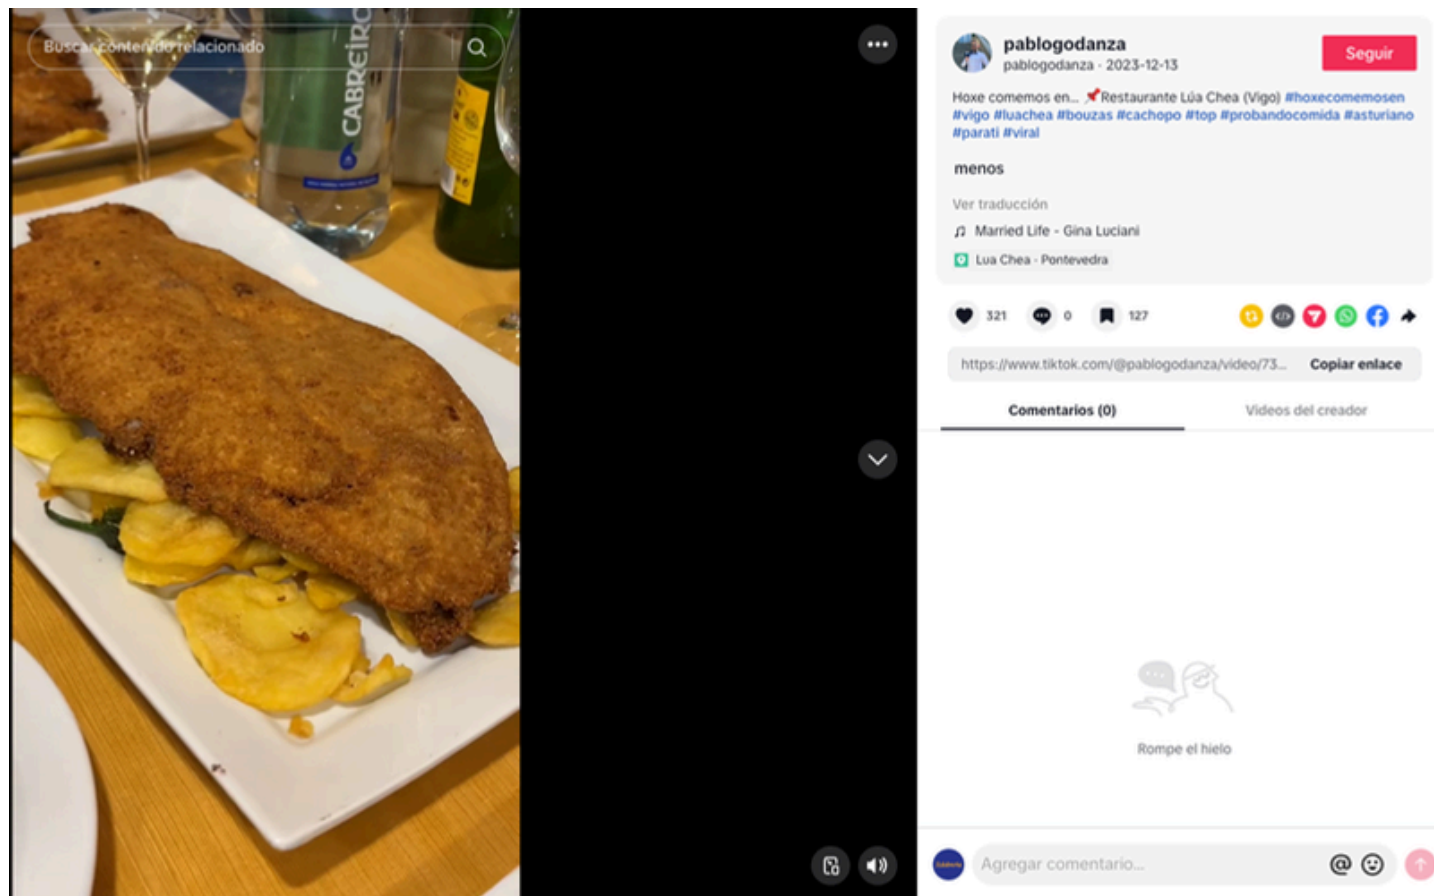 Buscar contenido relacionado
CABREIROÁ
pablogodanza
pablogodanza · 2023-12-13
Seguir
Hoxe comemos en... 📌Restaurante Lúa Chea (Vigo) #hoxecomemosen
#vigo #luachea #bouzas #cachopo #top #probandocomida #asturiano
#parati #viral
menos
Ver traducción
Married Life - Gina Luciani
Lua Chea · Pontevedra
321
0
127
https://www.tiktok.com/@pablogodanza/video/73...
Copiar enlace
Comentarios (0)
Videos del creador
Rompe el hielo
Agregar comentario...